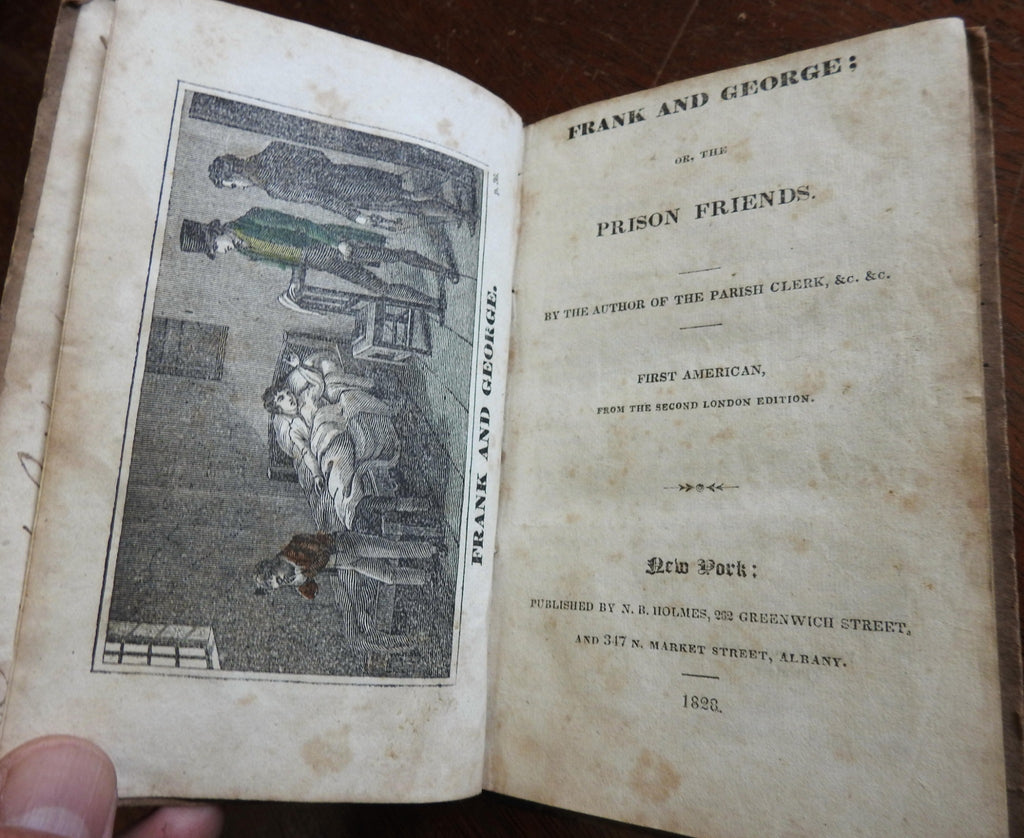 FRANK AND GEORGE.
FRANK AND GEORGE;
OR, THE
PRISON FRIENDS.
BY THE AUTHOR OF THE PARISH CLERK, &c. &c.
FIRST AMERICAN,
FROM THE SECOND LONDON EDITION.
New York:
PUBLISHED BY N. B. HOLMES, 262 GREENWICH STREET,
AND 347 N. MARKET STREET, ALBANY.
1828.